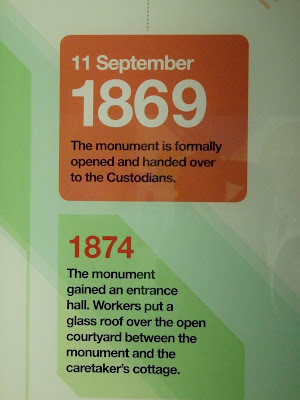 11 September
1869
The monument is formally
opened and handed over
to the Custodians.
1874
The monument
gained an entrance
hall. Workers put a
glass roof over the open
courtyard between the
monument and the
caretaker's cottage.